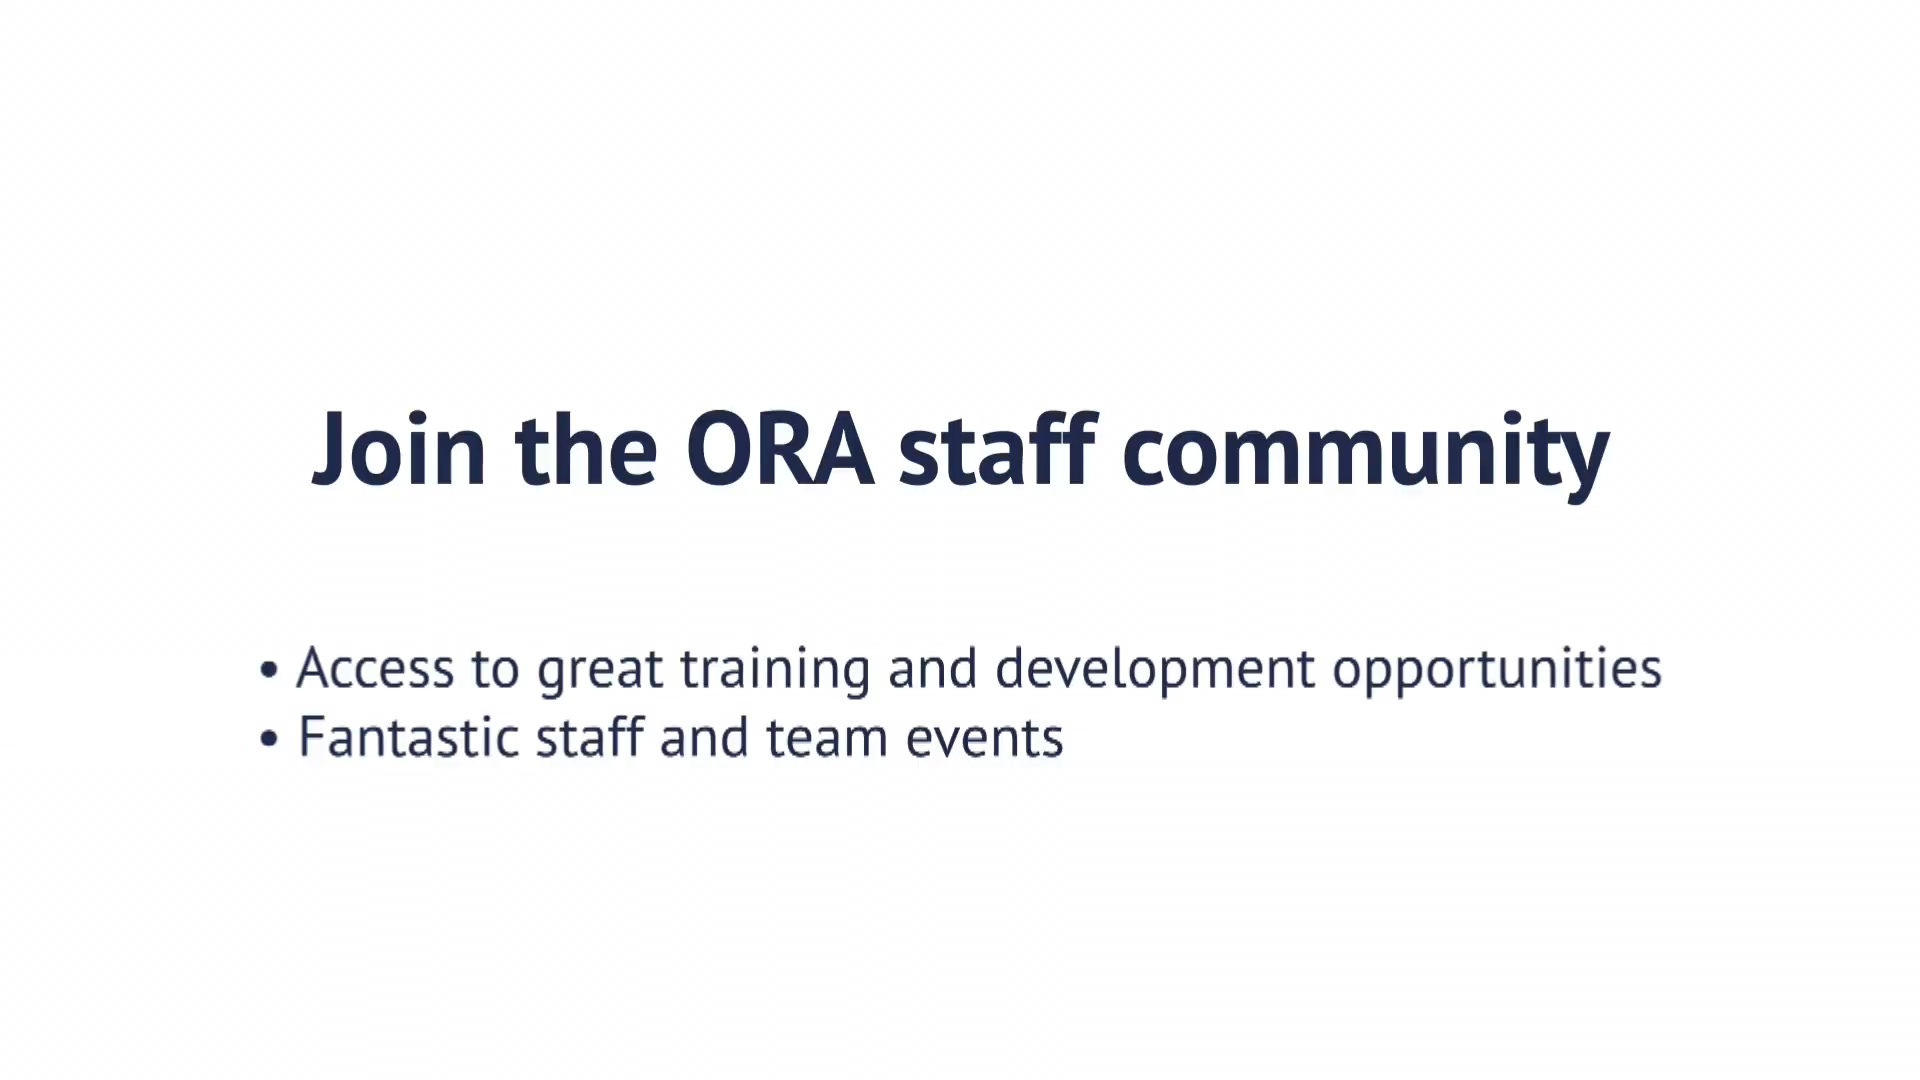 Join the ORA staff community
• Access to great training and development opportunities
• Fantastic staff and team events